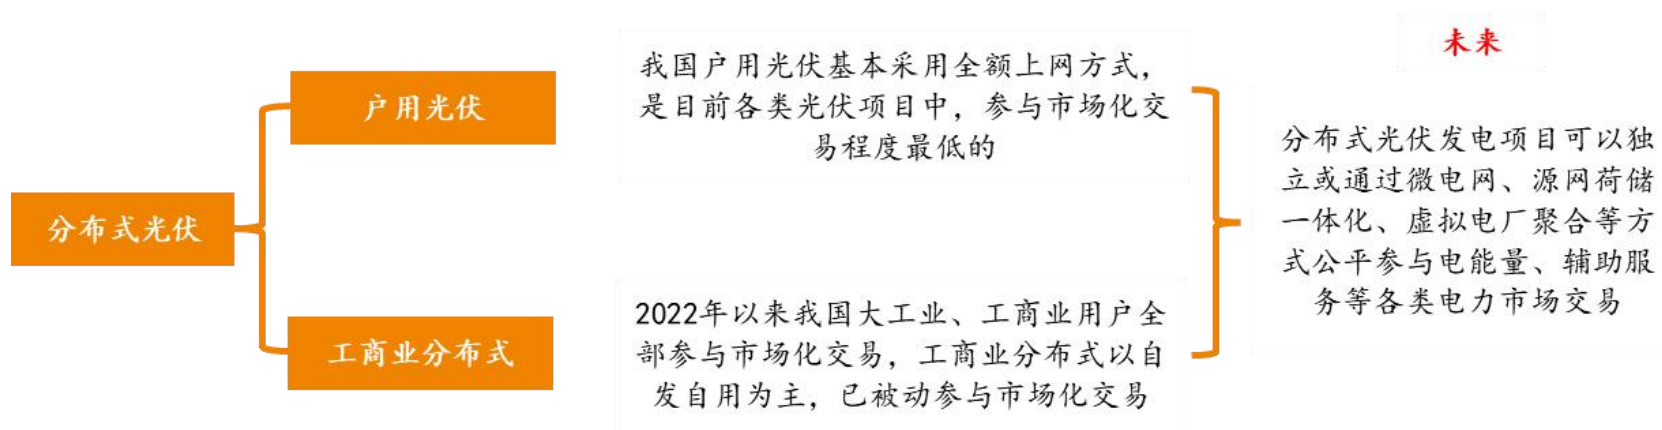 分布式光伏
户用光伏
我国户用光伏基本采用全额上网方式，
是目前各类光伏项目中，参与市场化交
易程度最低的
工商业分布式
2022年以来我国大工业、工商业用户全
部参与市场化交易，工商业分布式以自
发自用为主，已被动参与市场化交易
未来
分布式光伏发电项目可以独
立或通过微电网、源网荷储
一体化、虚拟电厂聚合等方
式公平参与电能量、辅助服
务等各类电力市场交易